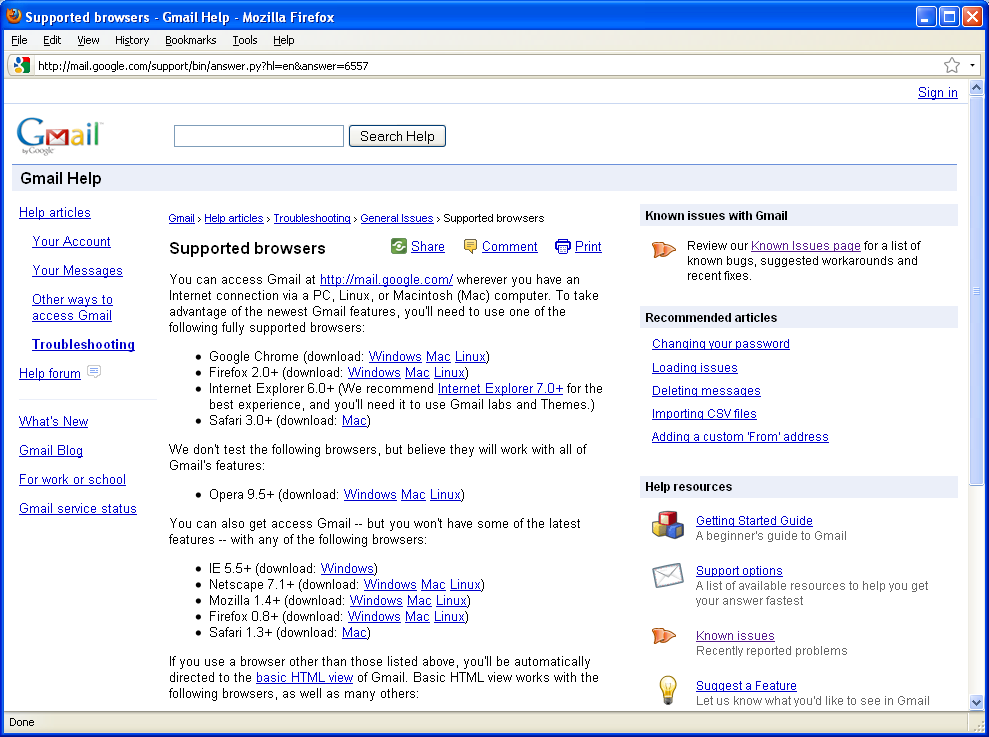 Supported browsers - Gmail Help - Mozilla Firefox
File Edit View History Bookmarks Tools Help
http://mail.google.com/support/bin/answer.py?hl=en&answer=6557
Sign in
Gmail
by Google
Search Help
Gmail Help
Help articles
Your Account
Your Messages
Other ways to
access Gmail
Troubleshooting
Help forum
What's New
Gmail Blog
For work or school
Gmail service status
Gmail › Help articles › Troubleshooting › General Issues › Supported browsers
Supported browsers
Share Comment Print
You can access Gmail at http://mail.google.com/ wherever you have an
Internet connection via a PC, Linux, or Macintosh (Mac) computer. To take
advantage of the newest Gmail features, you'll need to use one of the
following fully supported browsers:
• Google Chrome (download: Windows Mac Linux)
• Firefox 2.0+ (download: Windows Mac Linux)
• Internet Explorer 6.0+ (We recommend Internet Explorer 7.0+ for the
best experience, and you'll need it to use Gmail labs and Themes.)
• Safari 3.0+ (download: Mac)
We don't test the following browsers, but believe they will work with all of
Gmail's features:
• Opera 9.5+ (download: Windows Mac Linux)
You can also get access Gmail -- but you won't have some of the latest
features -- with any of the following browsers:
• IE 5.5+ (download: Windows)
• Netscape 7.1+ (download: Windows Mac Linux)
• Mozilla 1.4+ (download: Windows Mac Linux)
• Firefox 0.8+ (download: Windows Mac Linux)
• Safari 1.3+ (download: Mac)
If you use a browser other than those listed above, you'll be automatically
directed to the basic HTML view of Gmail. Basic HTML view works with the
following browsers, as well as many others:
Known issues with Gmail
Review our Known Issues page for a list of
known bugs, suggested workarounds and
recent fixes.
Recommended articles
Changing your password
Loading issues
Deleting messages
Importing CSV files
Adding a custom 'From' address
Help resources
Getting Started Guide
A beginner's guide to Gmail
Support options
A list of available resources to help you get
your answer fastest
Known issues
Recently reported problems
Suggest a Feature
Let us know what you'd like to see in Gmail
Done